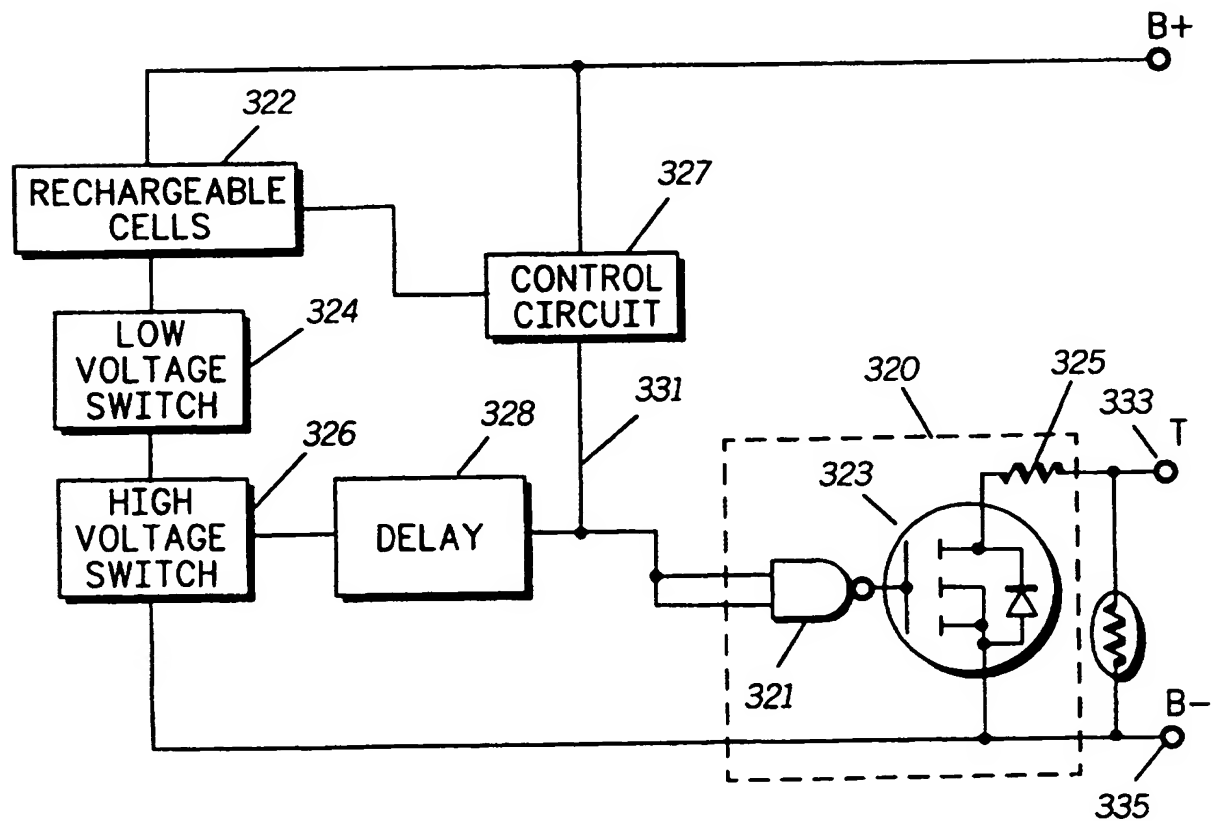 B+
322
RECHARGEABLE
CELLS
327
CONTROL
CIRCUIT
324
LOW
VOLTAGE
SWITCH
331
320
325
333
T
326
328
HIGH
VOLTAGE
SWITCH
DELAY
323
321
B-
335